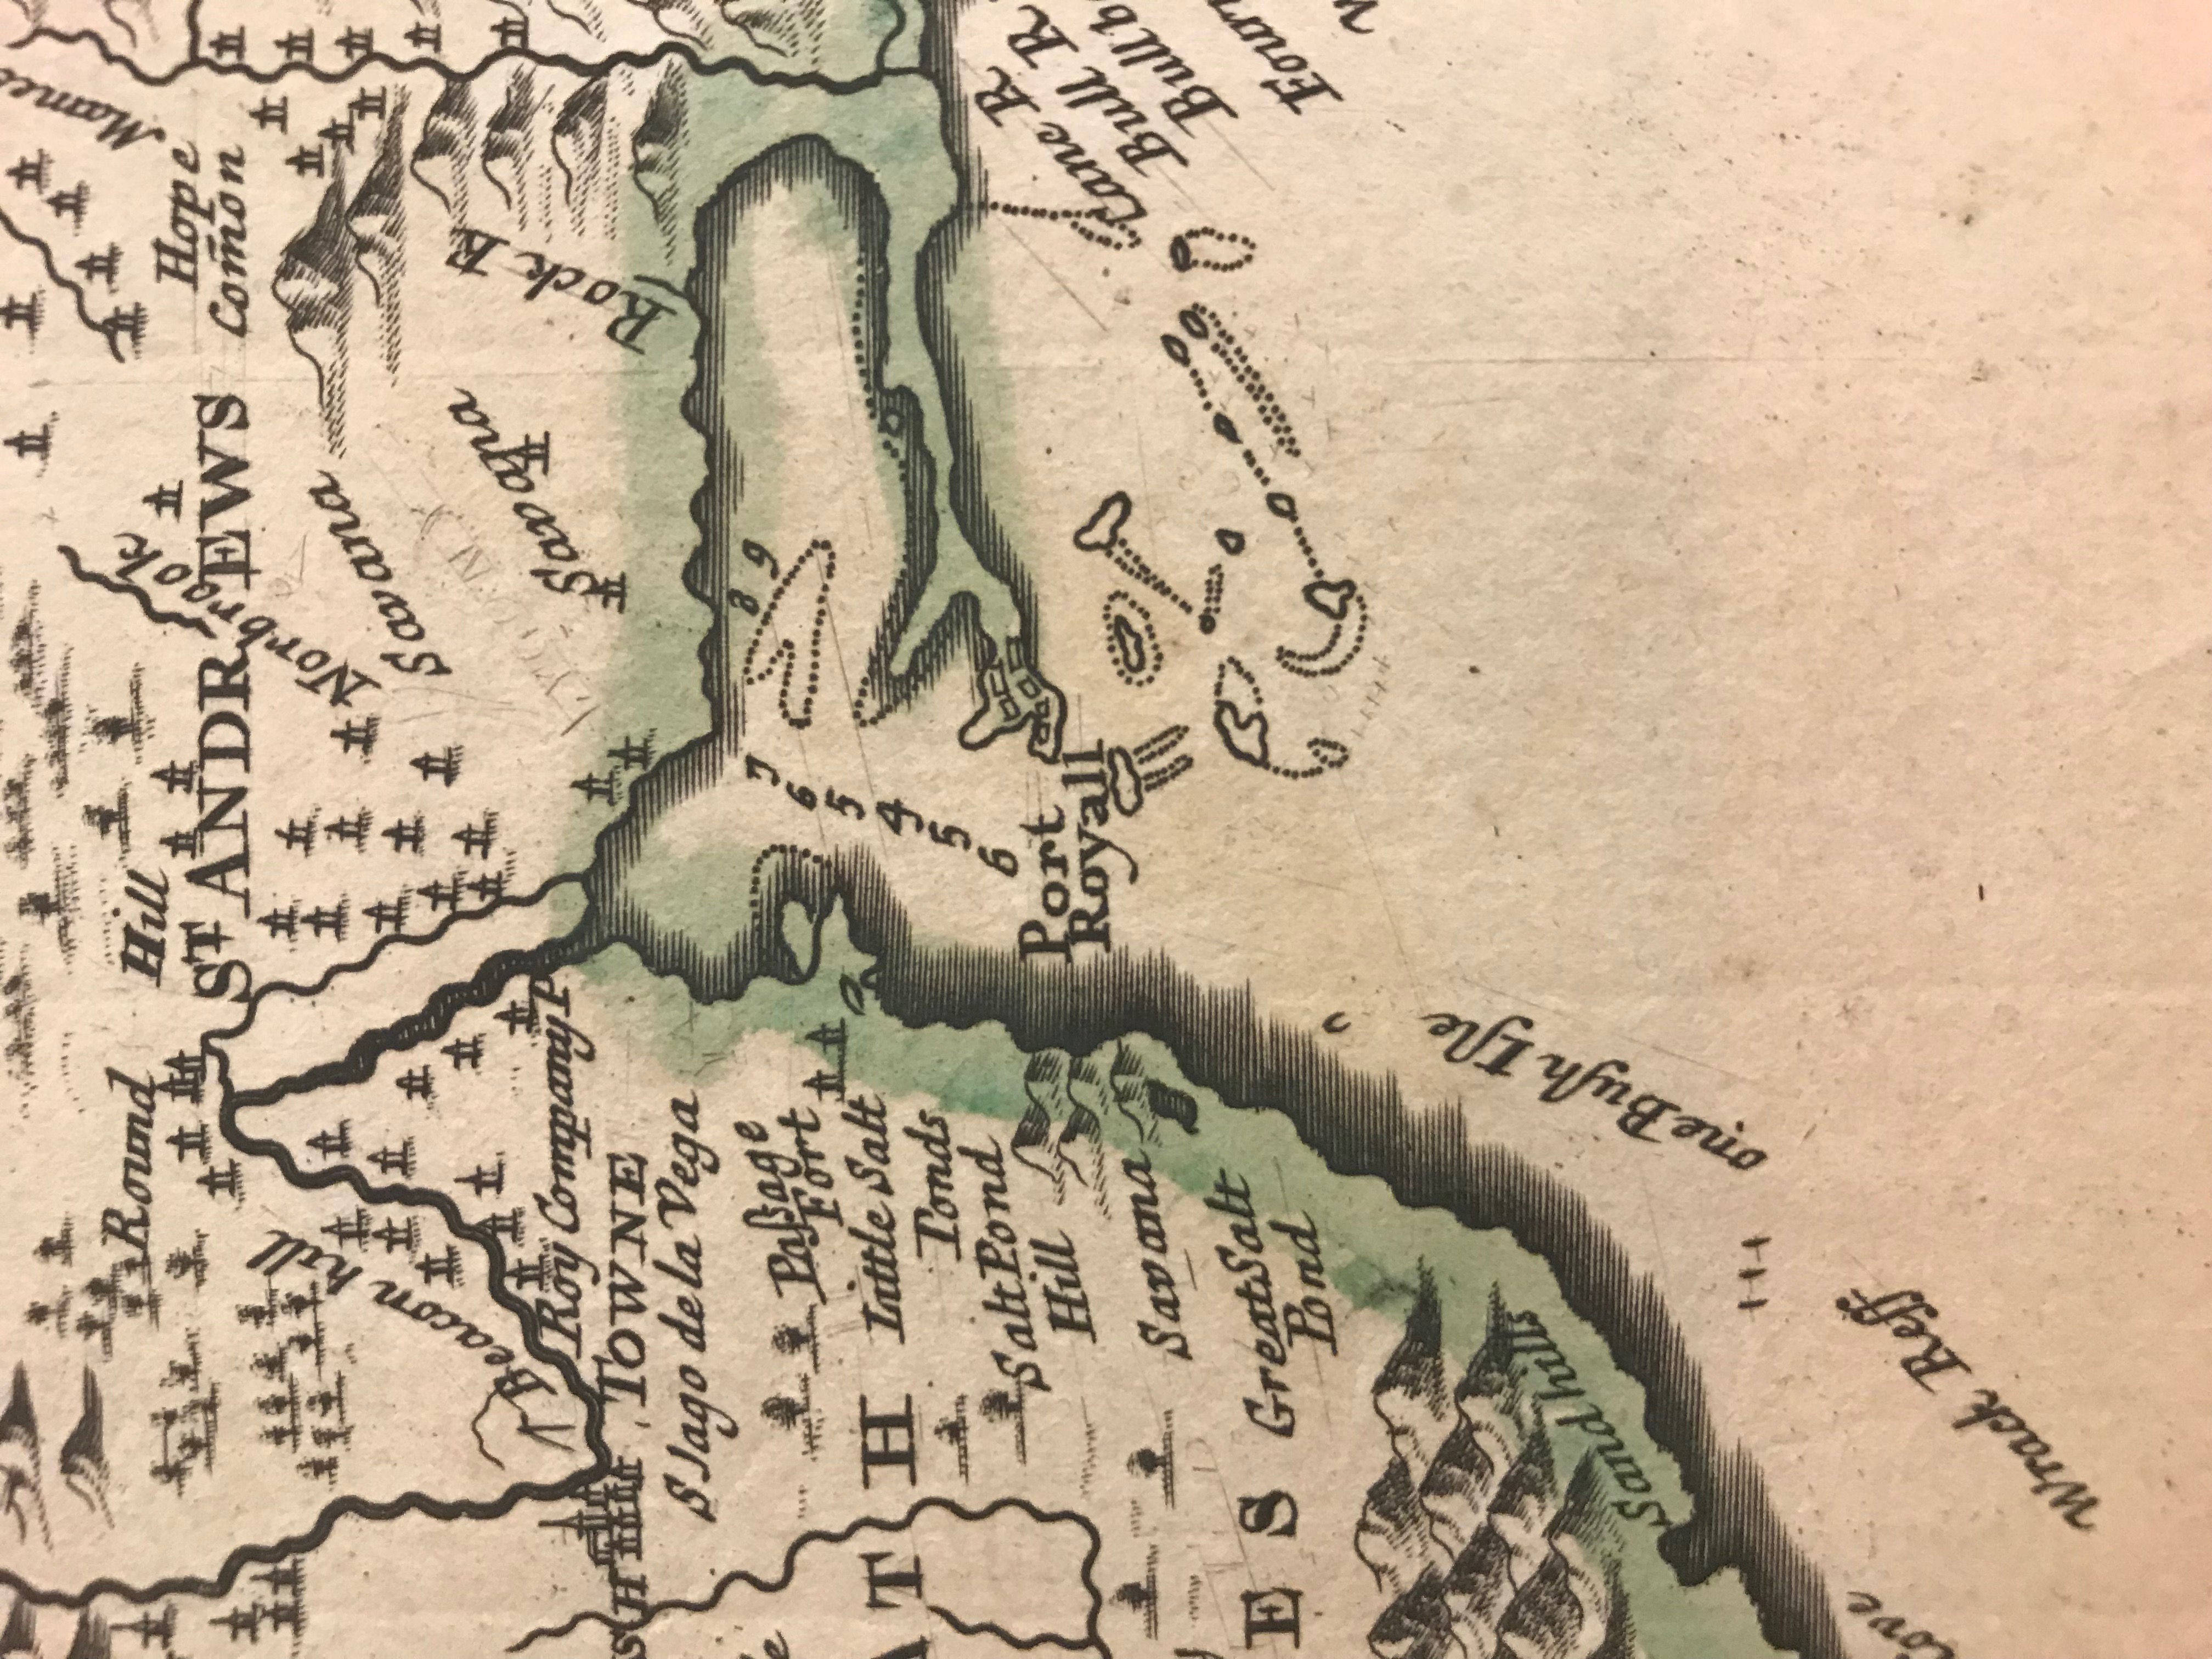 Round Hill
Mamee
Hope
Com̄on
Sᵀ ANDREWS
Norbrook
Beacon hill
Savana
Savana
Rock R
Roy Company P
SH TOWNE
S Jago de la Vega
Paſsage
Fort
8 9
7
6
5
4
5
6
ATH
Little Salt
Ponds
Salt Pond
Hill
Port
Royall
Cane R
Bull R
Bull b
Savana
ES
Great Salt
Pond
Four
Sand hills
one Buſh Iſle
Cove
Wrack Reff